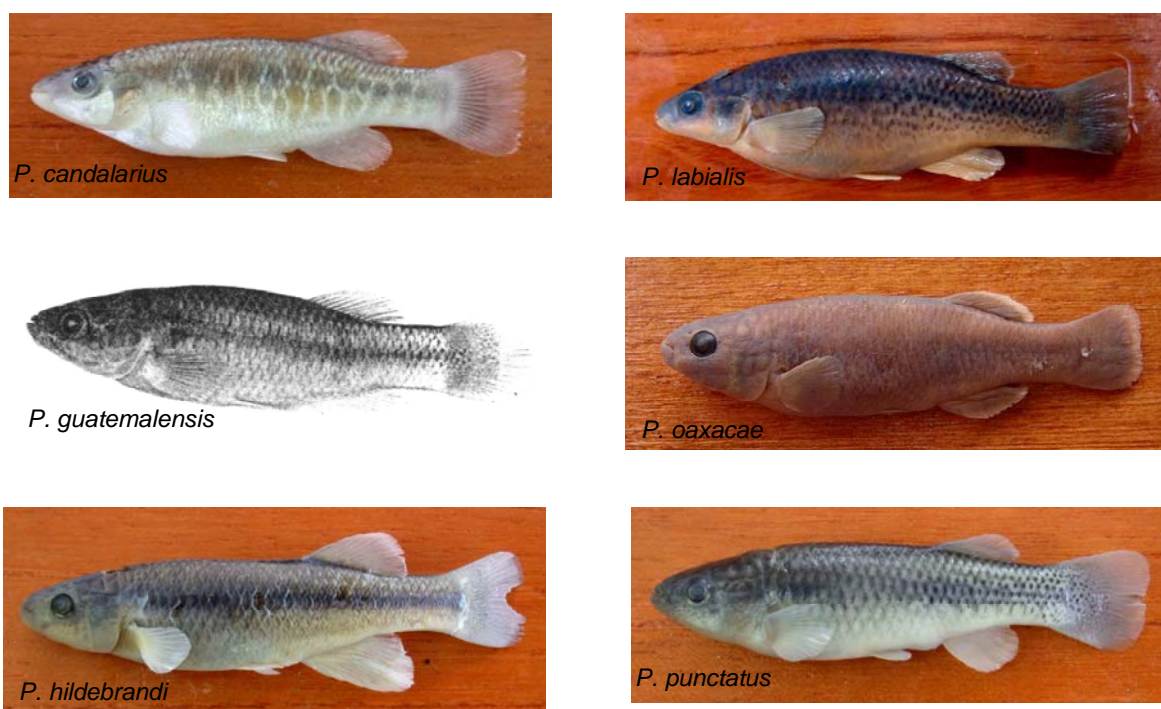 P. candalarius
P. labialis
P. guatemalensis
P. oaxacae
P. hildebrandi
P. punctatus